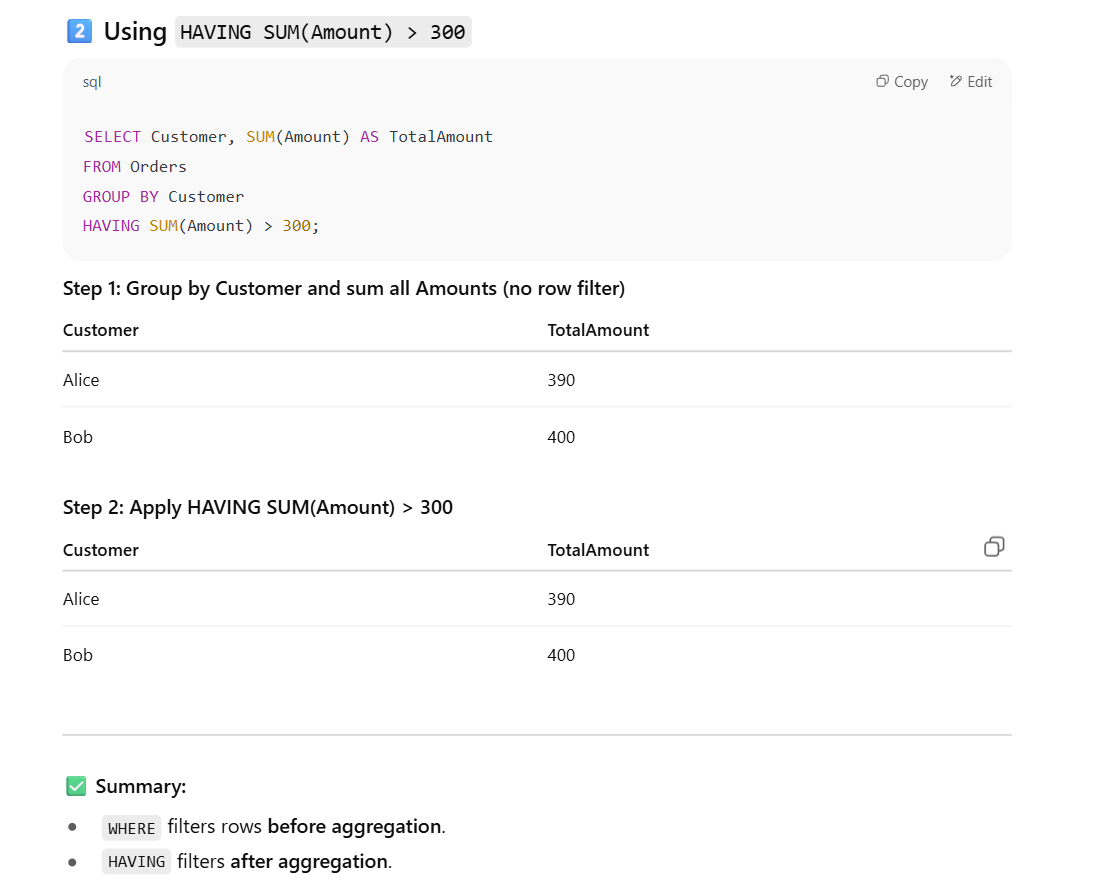 2 Using HAVING SUM(Amount) > 300
sql Copy Edit
SELECT Customer, SUM(Amount) AS TotalAmount
FROM Orders
GROUP BY Customer
HAVING SUM(Amount) > 300;
Step 1: Group by Customer and sum all Amounts (no row filter)
Customer TotalAmount
Alice 390
Bob 400
Step 2: Apply HAVING SUM(Amount) > 300
Customer TotalAmount
Alice 390
Bob 400
Summary:
WHERE filters rows before aggregation.
HAVING filters after aggregation.